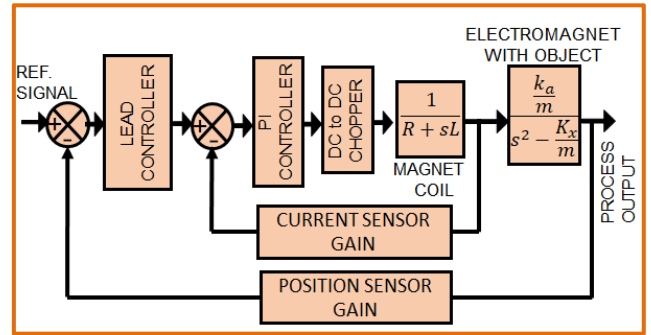 ELECTROMAGNET
WITH OBJECT
REF.
SIGNAL
+
-
LEAD
CONTROLLER
+
-
PI
CONTROLLER
DC to DC
CHOPPER
1
R + sL
MAGNET
COIL
k_a
m
s² − K_x
m
PROCESS
OUTPUT
CURRENT SENSOR
GAIN
POSITION SENSOR
GAIN